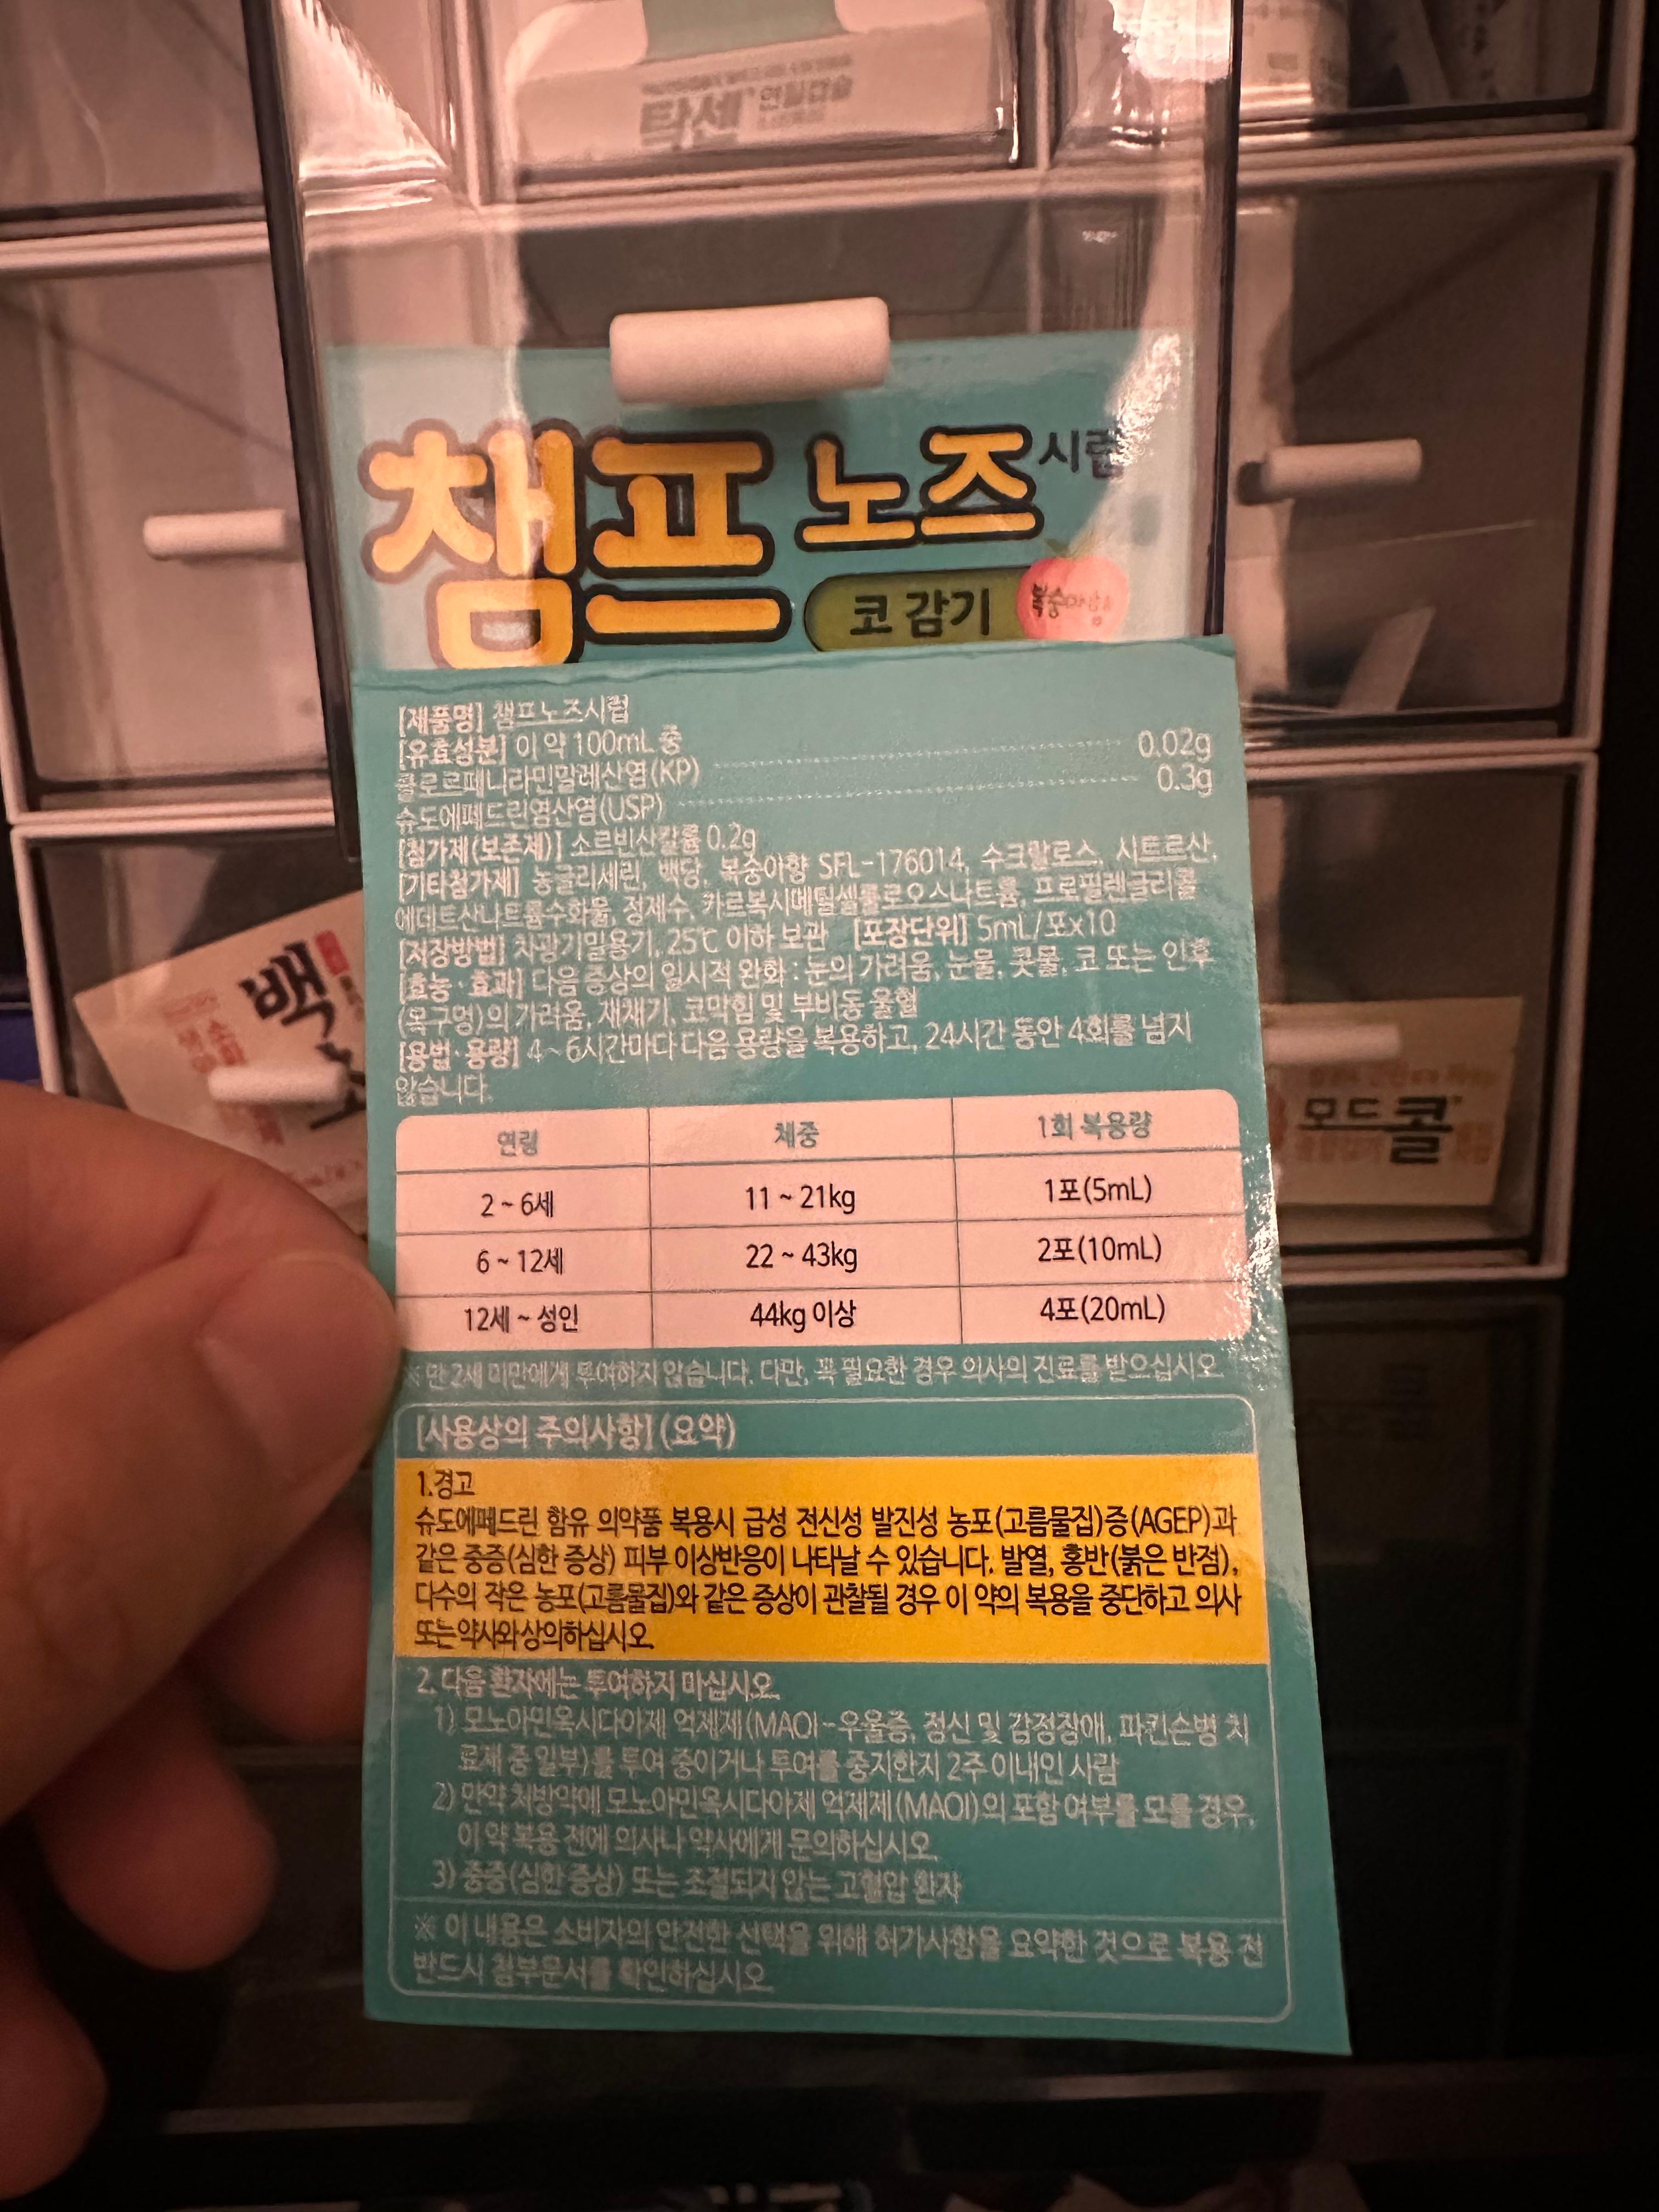 탁센 연질캡슐
챔프 노즈 시럽
코 감기
복숭아향
[제품명] 챔프노즈시럽
[유효성분] 이 약 100mL 중
클로르페니라민말레산염(KP) 0.02g
슈도에페드린염산염(USP) 0.3g
[첨가제(보존제)] 소르빈산칼륨 0.2g
[기타첨가제] 농글리세린, 백당, 복숭아향 SFL-176014, 수크랄로스, 시트르산,
에데트산나트륨수화물, 정제수, 카르복시메틸셀룰로오스나트륨, 프로필렌글리콜
[저장방법] 차광기밀용기, 25℃ 이하 보관 [포장단위] 5mL/포x10
[효능·효과] 다음 증상의 일시적 완화 : 눈의 가려움, 눈물, 콧물, 코 또는 인후
(목구멍)의 가려움, 재채기, 코막힘 및 부비동 울혈
[용법·용량] 4~6시간마다 다음 용량을 복용하고, 24시간 동안 4회를 넘지
않습니다.
연령 체중 1회 복용량
2 ~ 6세 11 ~ 21kg 1포(5mL)
6 ~ 12세 22 ~ 43kg 2포(10mL)
12세 ~ 성인 44kg 이상 4포(20mL)
※ 만 2세 미만에게 투여하지 않습니다. 다만, 꼭 필요한 경우 의사의 진료를 받으십시오.
[사용상의 주의사항] (요약)
1.경고
슈도에페드린 함유 의약품 복용시 급성 전신성 발진성 농포(고름물집)증(AGEP)과
같은 중증(심한 증상) 피부 이상반응이 나타날 수 있습니다. 발열, 홍반(붉은 반점),
다수의 작은 농포(고름물집)와 같은 증상이 관찰될 경우 이 약의 복용을 중단하고 의사
또는 약사와 상의하십시오.
2. 다음 환자에는 투여하지 마십시오.
1) 모노아민옥시다아제 억제제(MAOI-우울증, 정신 및 감정장애, 파킨슨병 치
료제 중 일부)를 투여 중이거나 투여를 중지한지 2주 이내인 사람
2) 만약 처방약에 모노아민옥시다아제 억제제(MAOI)의 포함 여부를 모를 경우,
이 약 복용 전에 의사나 약사에게 문의하십시오.
3) 중증(심한 증상) 또는 조절되지 않는 고혈압 환자
※ 이 내용은 소비자의 안전한 선택을 위해 허가사항을 요약한 것으로 복용 전
반드시 첨부문서를 확인하십시오.
백
노
모드콜